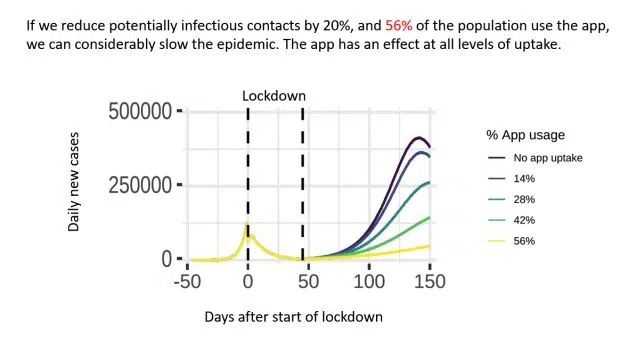 If we reduce potentially infectious contacts by 20%, and 56% of the population use the app,
we can considerably slow the epidemic. The app has an effect at all levels of uptake.
Lockdown
500000
250000
0
Daily new cases
-50 0 50 100 150
Days after start of lockdown
% App usage
No app uptake
14%
28%
42%
56%